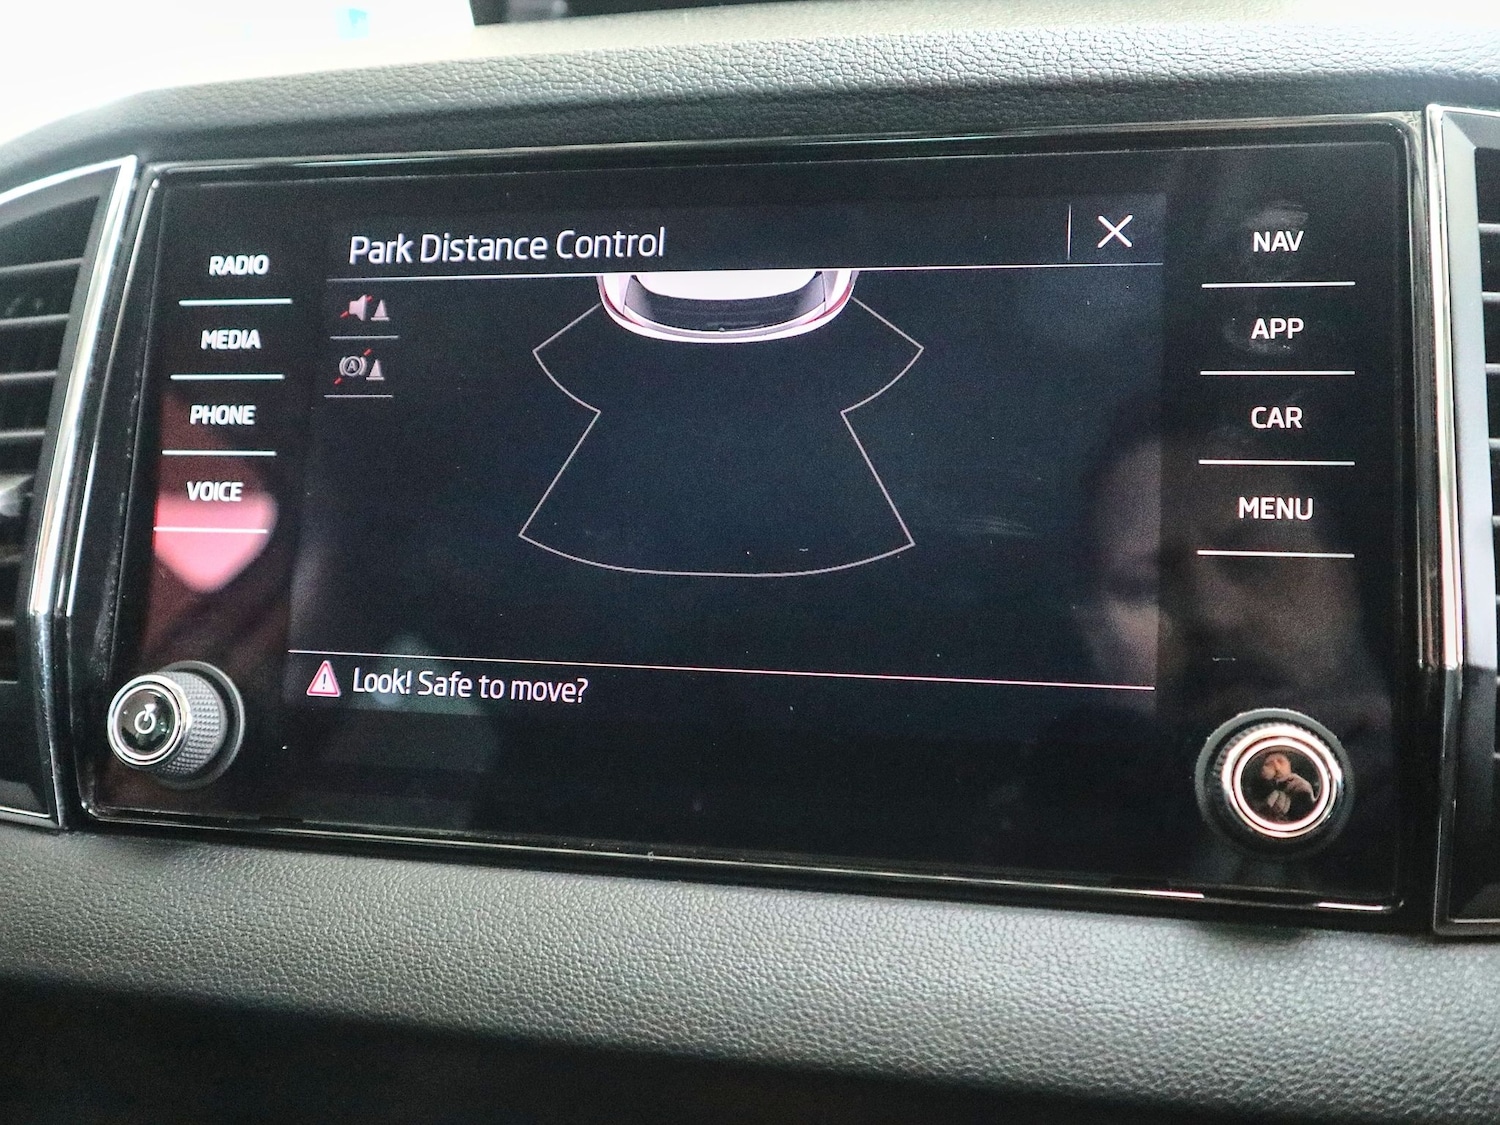 Park Distance Control
RADIO
MEDIA
PHONE
VOICE
A
NAV
APP
CAR
MENU
Look! Safe to move?